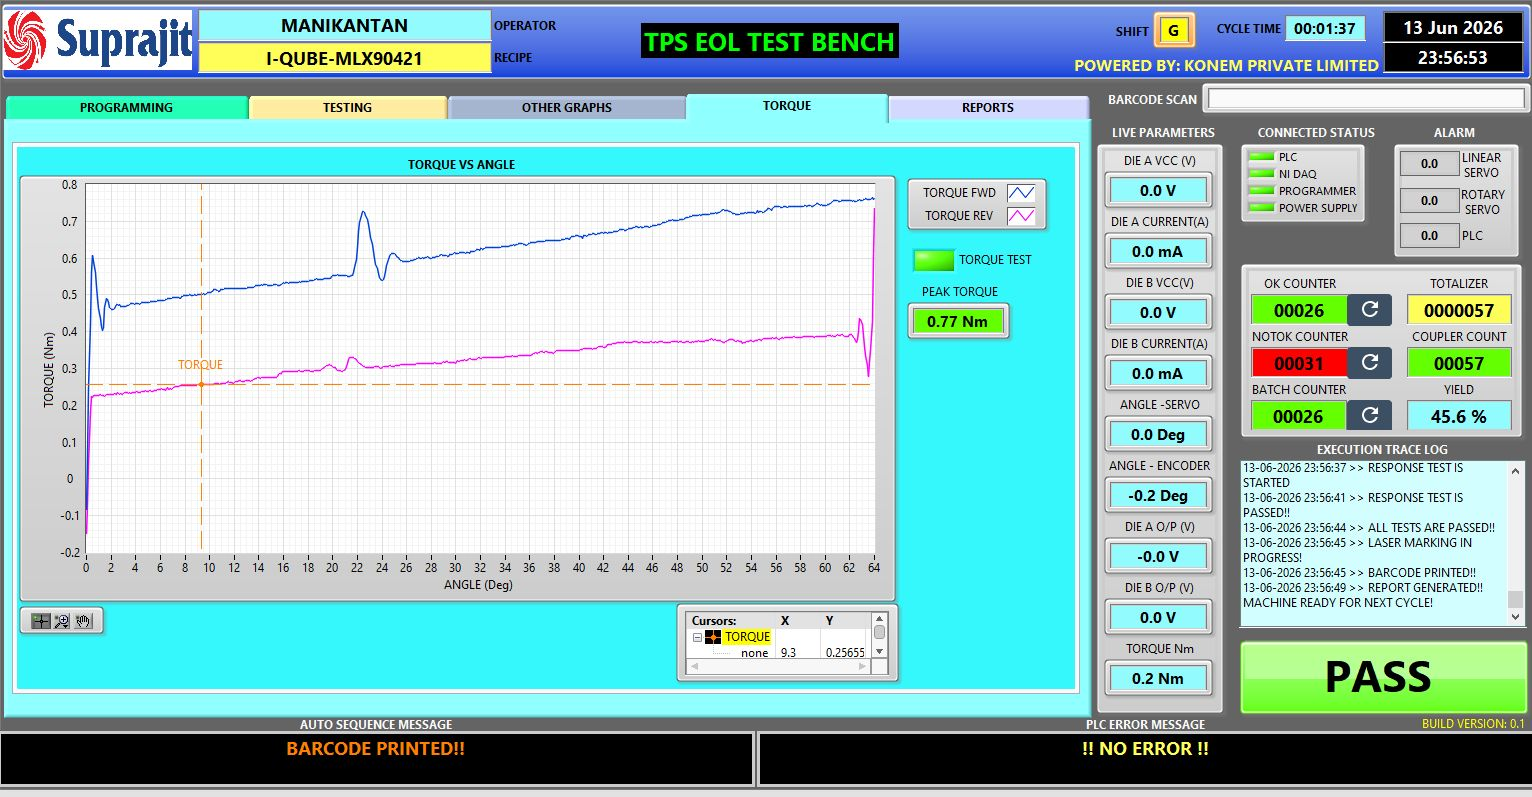 Suprajit
MANIKANTAN
OPERATOR
I-QUBE-MLX90421
RECIPE
TPS EOL TEST BENCH
SHIFT
G
CYCLE TIME
00:01:37
13 Jun 2026
23:56:53
POWERED BY: KONEM PRIVATE LIMITED
PROGRAMMING
TESTING
OTHER GRAPHS
TORQUE
REPORTS
BARCODE SCAN
TORQUE VS ANGLE
TORQUE (Nm)
0.8
0.7
0.6
0.5
0.4
0.3
0.2
0.1
0
-0.1
-0.2
TORQUE
0 2 4 6 8 10 12 14 16 18 20 22 24 26 28 30 32 34 36 38 40 42 44 46 48 50 52 54 56 58 60 62 64
ANGLE (Deg)
TORQUE FWD
TORQUE REV
TORQUE TEST
PEAK TORQUE
0.77 Nm
Cursors: X Y
TORQUE
none 9.3 0.25655
LIVE PARAMETERS
DIE A VCC (V)
0.0 V
DIE A CURRENT(A)
0.0 mA
DIE B VCC(V)
0.0 V
DIE B CURRENT(A)
0.0 mA
ANGLE -SERVO
0.0 Deg
ANGLE - ENCODER
-0.2 Deg
DIE A O/P (V)
-0.0 V
DIE B O/P (V)
0.0 V
TORQUE Nm
0.2 Nm
CONNECTED STATUS
PLC
NI DAQ
PROGRAMMER
POWER SUPPLY
ALARM
0.0 LINEAR
SERVO
0.0 ROTARY
SERVO
0.0 PLC
OK COUNTER
00026
TOTALIZER
0000057
NOTOK COUNTER
00031
COUPLER COUNT
00057
BATCH COUNTER
00026
YIELD
45.6 %
EXECUTION TRACE LOG
13-06-2026 23:56:37 >> RESPONSE TEST IS
STARTED
13-06-2026 23:56:41 >> RESPONSE TEST IS
PASSED!!
13-06-2026 23:56:44 >> ALL TESTS ARE PASSED!!
13-06-2026 23:56:45 >> LASER MARKING IN
PROGRESS!
13-06-2026 23:56:45 >> BARCODE PRINTED!!
13-06-2026 23:56:49 >> REPORT GENERATED!!
MACHINE READY FOR NEXT CYCLE!
PASS
BUILD VERSION: 0.1
AUTO SEQUENCE MESSAGE
BARCODE PRINTED!!
PLC ERROR MESSAGE
!! NO ERROR !!